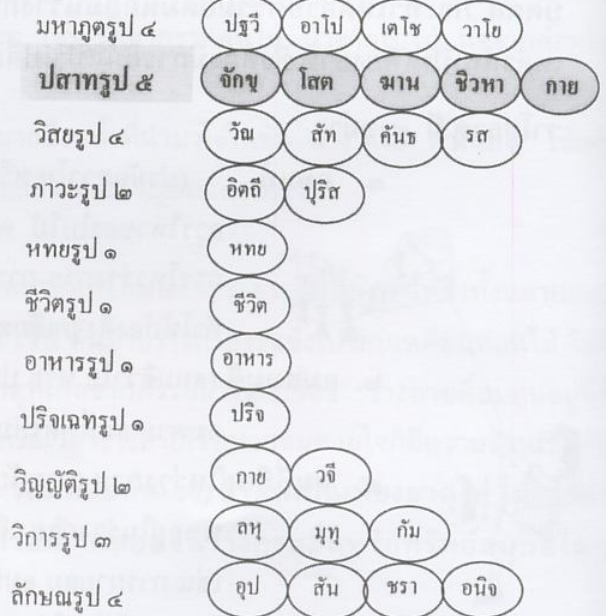 มหาภูตรูป ๔ ปฐวี อาโป เตโช วาโย
ปสาทรูป ๕ จักขุ โสต ฆาน ชิวหา กาย
วิสยรูป ๔ วัณ สัท คันธ รส
ภาวะรูป ๒ อิตถี ปุริส
หทยรูป ๑ หทย
ชีวิตรูป ๑ ชีวิต
อาหารรูป ๑ อาหาร
ปริจเฉทรูป ๑ ปริจ
วิญญัติรูป ๒ กาย วจี
วิการรูป ๓ ลหุ มุทุ กัม
ลักษณรูป ๔ อุป สัน ชรา อนิจ